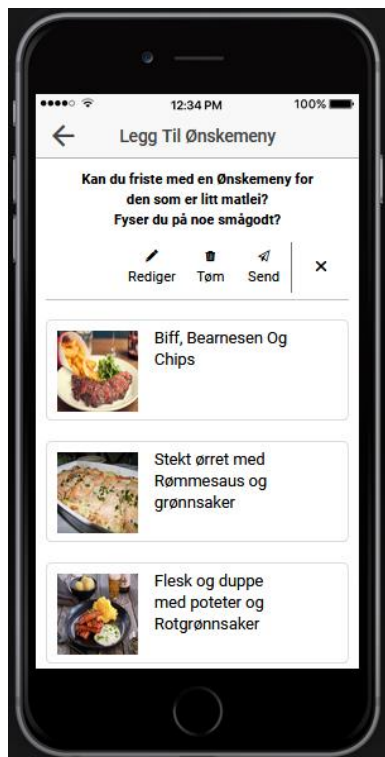 12:34 PM
100%
Legg Til Ønskemeny
Kan du friste med en Ønskemeny for
den som er litt matlei?
Fyser du på noe smågodt?
Rediger
Tøm
Send
Biff, Bearnesen Og
Chips
Stekt ørret med
Rømmesaus og
grønnsaker
Flesk og duppe
med poteter og
Rotgrønnsaker